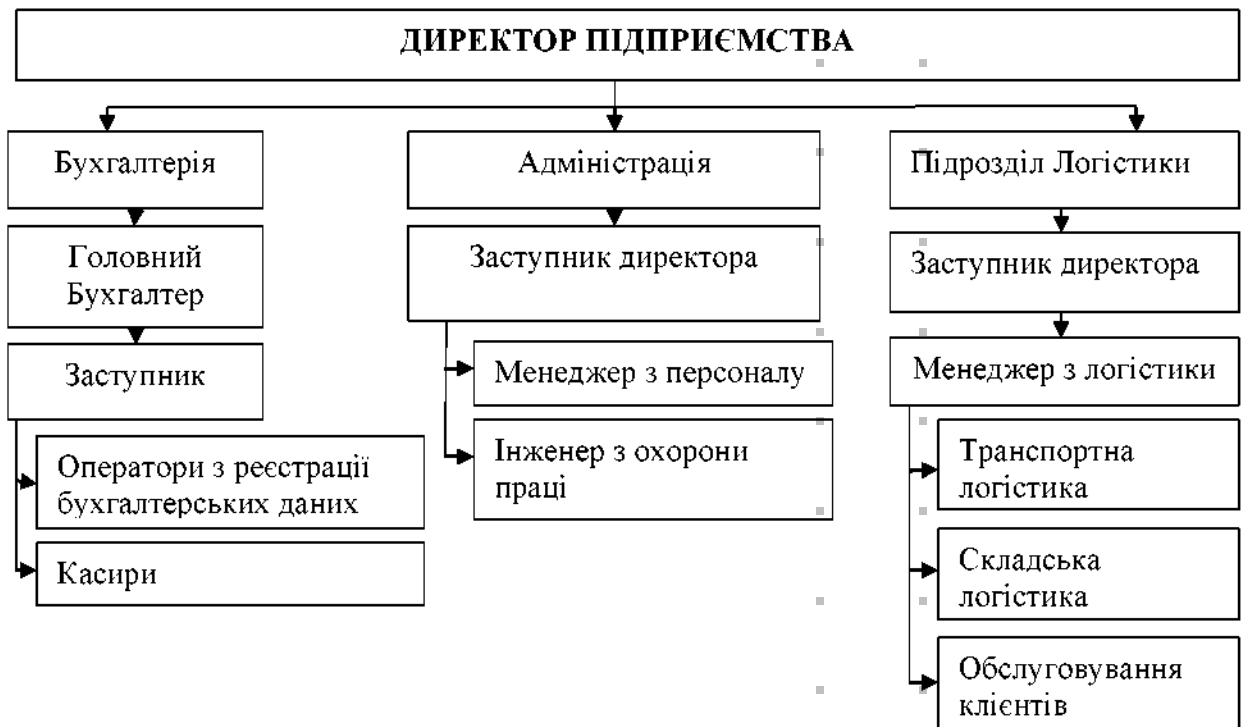 ДИРЕКТОР ПІДПРИЄМСТВА
Бухгалтерія
Адміністрація
Підрозділ Логістики
Головний
Бухгалтер
Заступник директора
Заступник директора
Заступник
Менеджер з персоналу
Менеджер з логістики
Оператори з реєстрації
бухгалтерських даних
Інженер з охорони
праці
Транспортна
логістика
Касири
Складська
логістика
Обслуговування
клієнтів